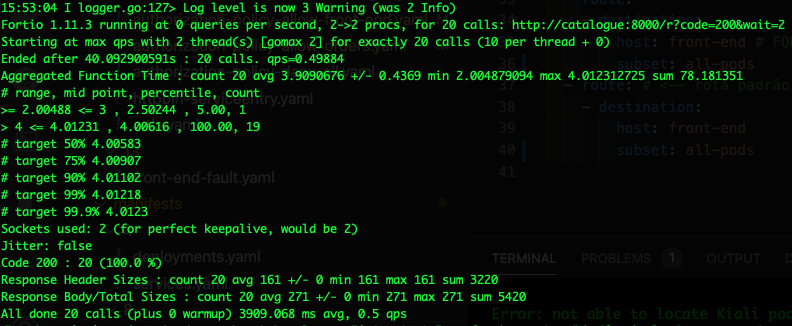 15:53:04 I logger.go:127> Log level is now 3 Warning (was 2 Info)
Fortio 1.11.3 running at 0 queries per second, 2->2 procs, for 20 calls: http://catalogue:8000/r?code=200&wait=2
Starting at max qps with 2 thread(s) [gomax 2] for exactly 20 calls (10 per thread + 0)
Ended after 40.092900591s : 20 calls. qps=0.49884
Aggregated Function Time : count 20 avg 3.9090676 +/- 0.4369 min 2.004879094 max 4.012312725 sum 78.181351
# range, mid point, percentile, count
>= 2.00488 <= 3 , 2.50244 , 5.00, 1
> 4 <= 4.01231 , 4.00616 , 100.00, 19
# target 50% 4.00583
# target 75% 4.00907
# target 90% 4.01102
# target 99% 4.01218
# target 99.9% 4.0123
Sockets used: 2 (for perfect keepalive, would be 2)
Jitter: false
Code 200 : 20 (100.0 %)
Response Header Sizes : count 20 avg 161 +/- 0 min 161 max 161 sum 3220
Response Body/Total Sizes : count 20 avg 271 +/- 0 min 271 max 271 sum 5420
All done 20 calls (plus 0 warmup) 3909.068 ms avg, 0.5 qps
front-end-fault.yaml
manifests
deployments.yaml
services.yaml
host: front-end
36 subset: all-pods
- route: # <-- rota padrão
38 - destination:
39 host: front-end
40 subset: all-pods
41
TERMINAL PROBLEMS 1 OUTPUT
Error: not able to locate Kiali pod